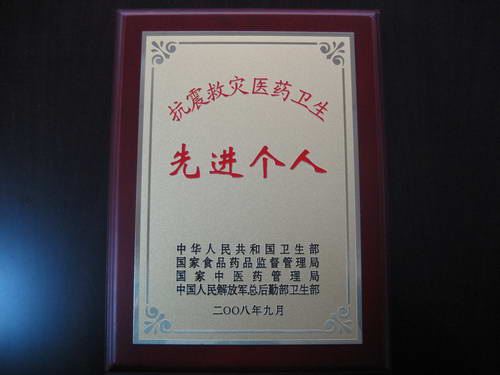 抗震救灾医药卫生
先进个人
中华人民共和国卫生部
国家食品药品监督管理局
国家中医药管理局
中国人民解放军总后勤部卫生部
二〇〇八年九月